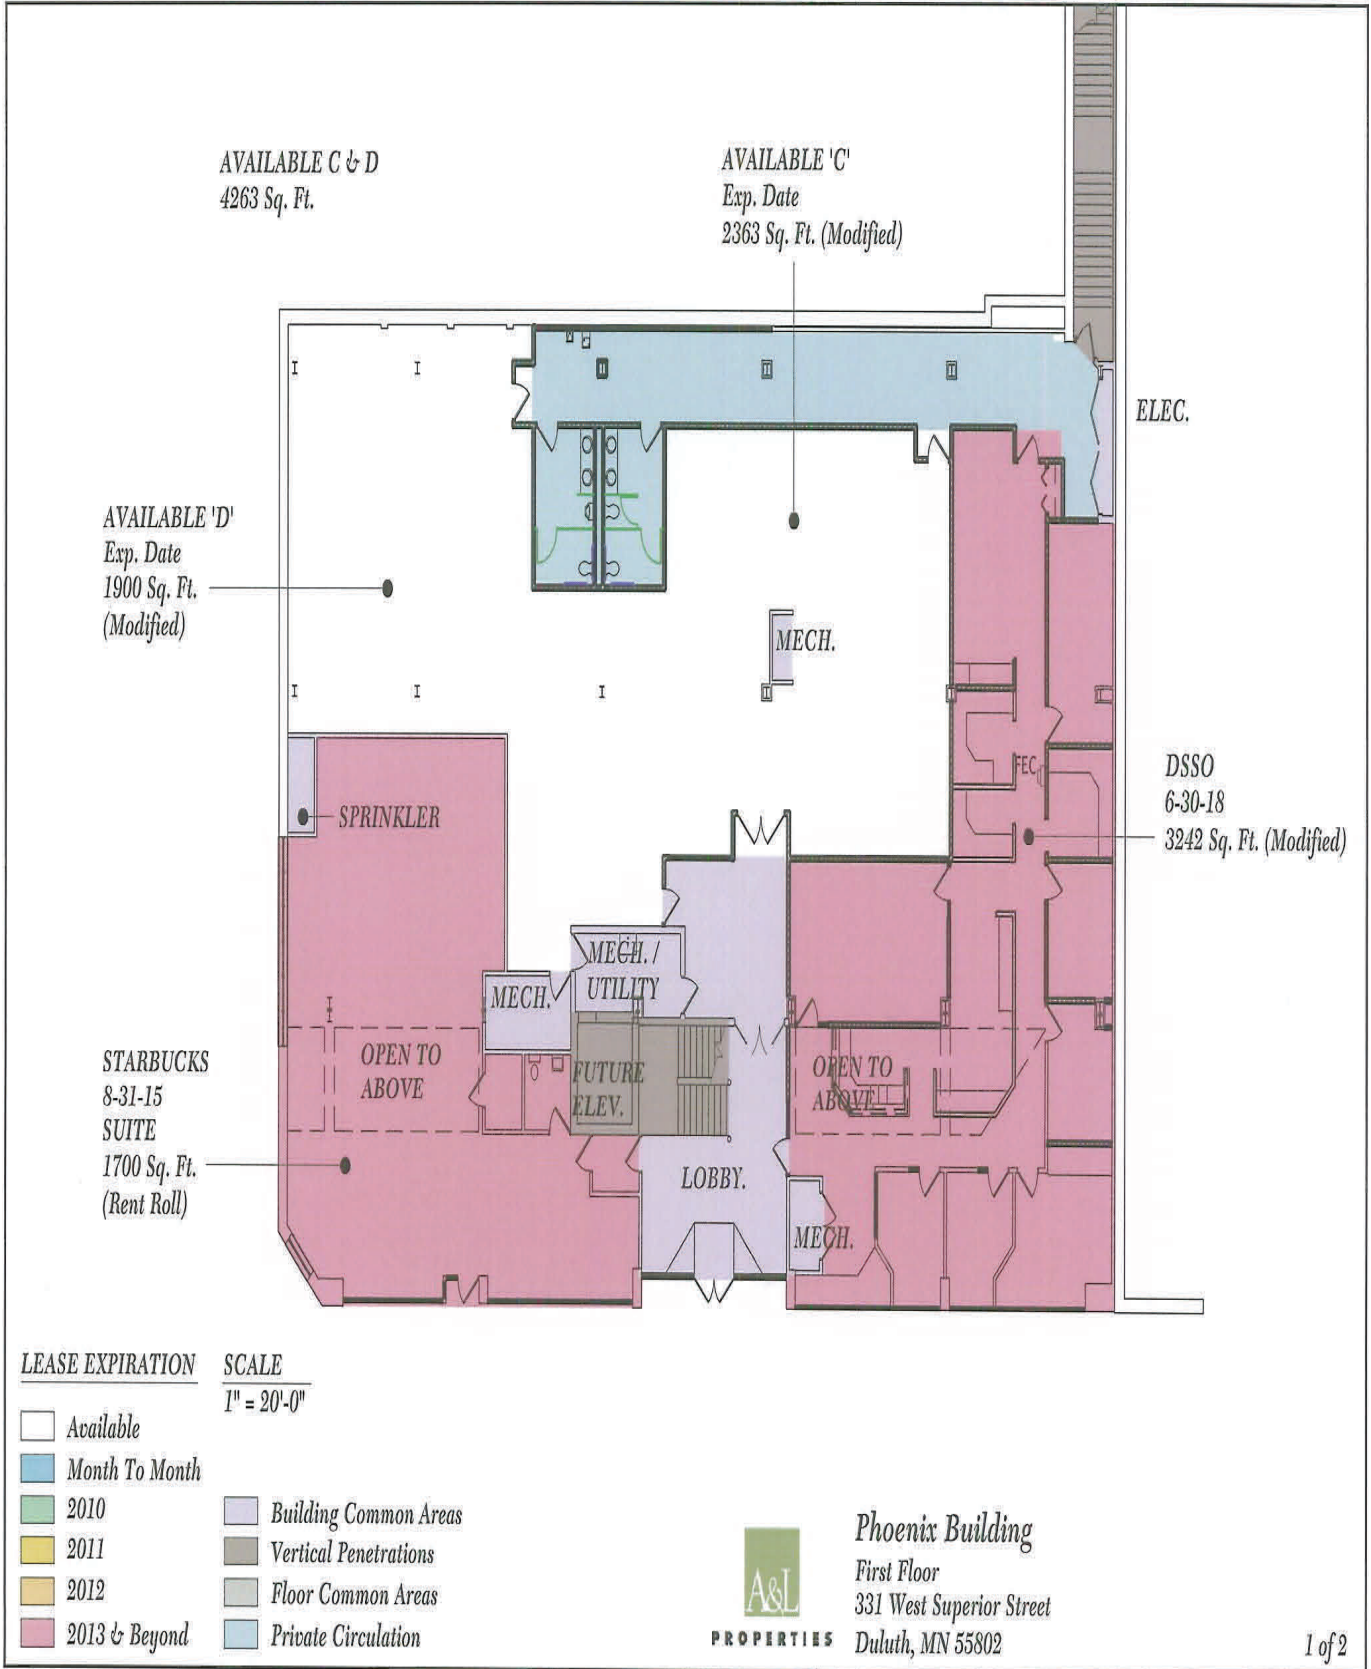 AVAILABLE C & D
4263 Sq. Ft.
AVAILABLE 'C'
Exp. Date
2363 Sq. Ft. (Modified)
ELEC.
AVAILABLE 'D'
Exp. Date
1900 Sq. Ft.
(Modified)
MECH.
FEC
DSSO
6-30-18
3242 Sq. Ft. (Modified)
SPRINKLER
MECH. /
UTILITY
MECH.
STARBUCKS
8-31-15
SUITE
1700 Sq. Ft.
(Rent Roll)
OPEN TO
ABOVE
FUTURE
ELEV.
OPEN TO
ABOVE
LOBBY.
MECH.
LEASE EXPIRATION
Available
Month To Month
2010
2011
2012
2013 & Beyond
SCALE
1" = 20'-0"
Building Common Areas
Vertical Penetrations
Floor Common Areas
Private Circulation
A&L
PROPERTIES
Phoenix Building
First Floor
331 West Superior Street
Duluth, MN 55802
1 of 2